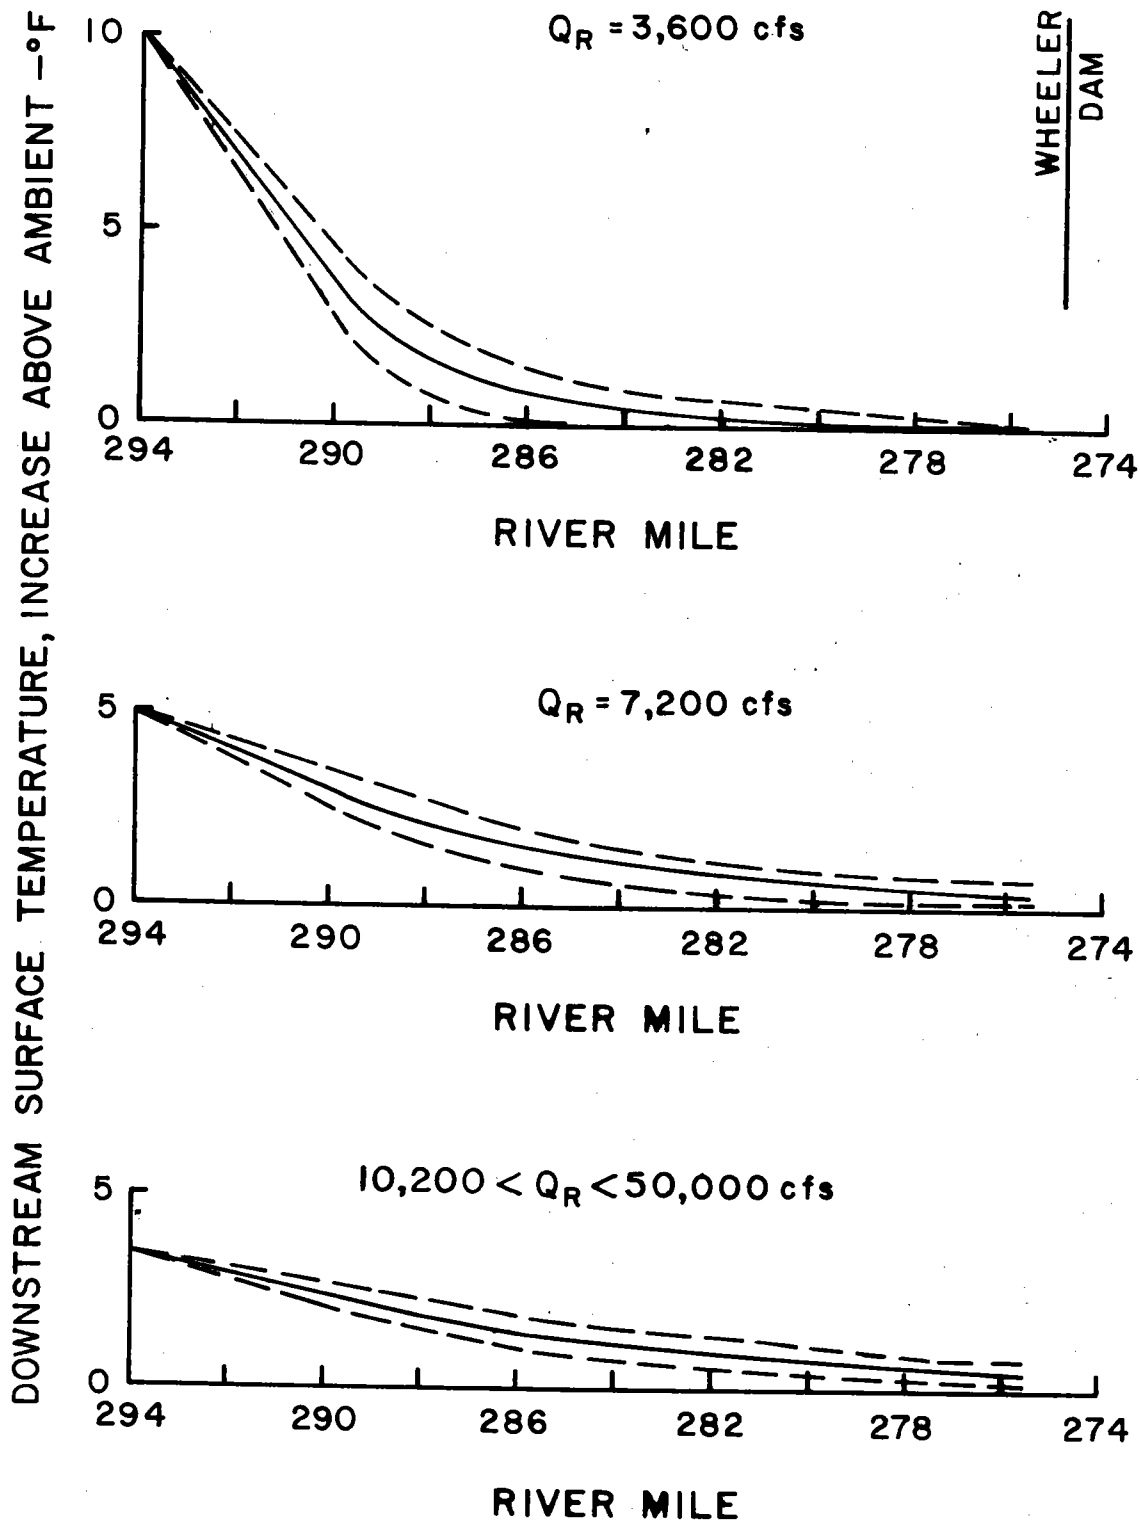 DOWNSTREAM SURFACE TEMPERATURE, INCREASE ABOVE AMBIENT -°F
Q_R = 3,600 cfs
WHEELER
DAM
10
5
0
294 290 286 282 278 274
RIVER MILE
Q_R = 7,200 cfs
5
0
294 290 286 282 278 274
RIVER MILE
10,200 < Q_R < 50,000 cfs
5
0
294 290 286 282 278 274
RIVER MILE